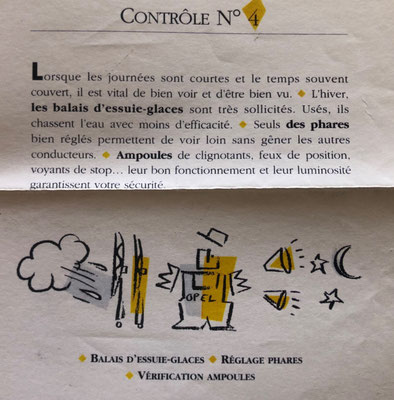 CONTRÔLE N° 4
Lorsque les journées sont courtes et le temps souvent
couvert, il est vital de bien voir et d'être bien vu. ◆ L'hiver,
les balais d'essuie-glaces sont très sollicités. Usés, ils
chassent l'eau avec moins d'efficacité. ◆ Seuls des phares
bien réglés permettent de voir loin sans gêner les autres
conducteurs. ◆ Ampoules de clignotants, feux de position,
voyants de stop... leur bon fonctionnement et leur luminosité
garantissent votre sécurité.
OPEL
◆ BALAIS D'ESSUIE-GLACES ◆ RÉGLAGE PHARES
◆ VÉRIFICATION AMPOULES